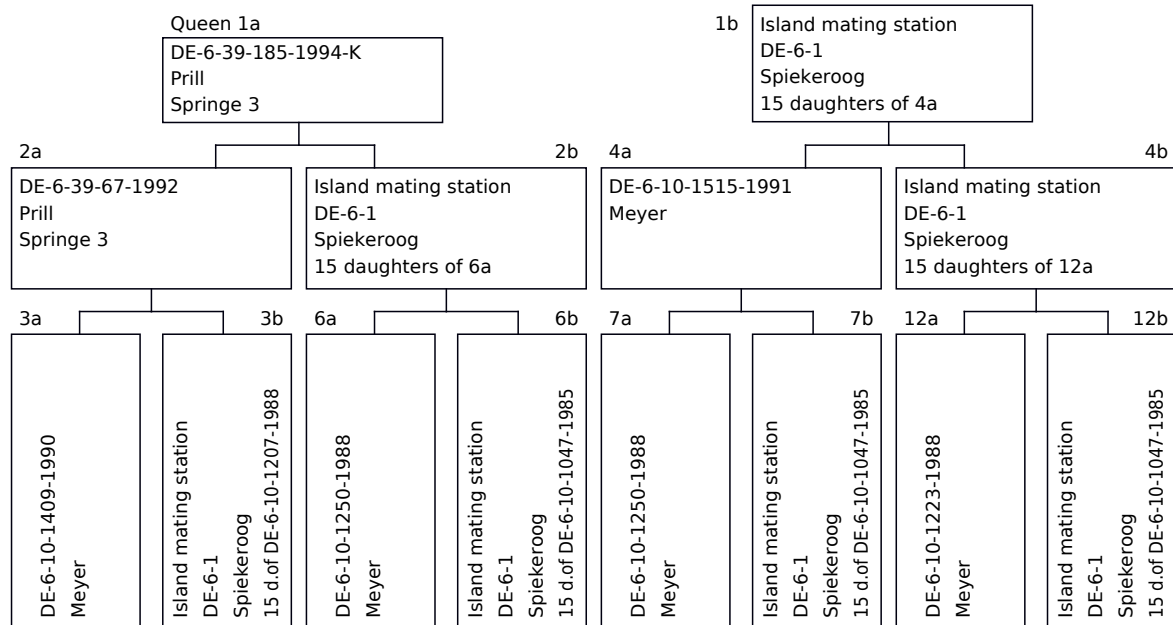 Queen 1a
DE-6-39-185-1994-K
Prill
Springe 3
1b
Island mating station
DE-6-1
Spiekeroog
15 daughters of 4a
2a
DE-6-39-67-1992
Prill
Springe 3
2b
Island mating station
DE-6-1
Spiekeroog
15 daughters of 6a
4a
DE-6-10-1515-1991
Meyer
4b
Island mating station
DE-6-1
Spiekeroog
15 daughters of 12a
3a
DE-6-10-1409-1990
Meyer
3b
Island mating station
DE-6-1
Spiekeroog
15 d.of DE-6-10-1207-1988
6a
DE-6-10-1250-1988
Meyer
6b
Island mating station
DE-6-1
Spiekeroog
15 d.of DE-6-10-1047-1985
7a
DE-6-10-1250-1988
Meyer
7b
Island mating station
DE-6-1
Spiekeroog
15 d.of DE-6-10-1047-1985
12a
DE-6-10-1223-1988
Meyer
12b
Island mating station
DE-6-1
Spiekeroog
15 d.of DE-6-10-1047-1985